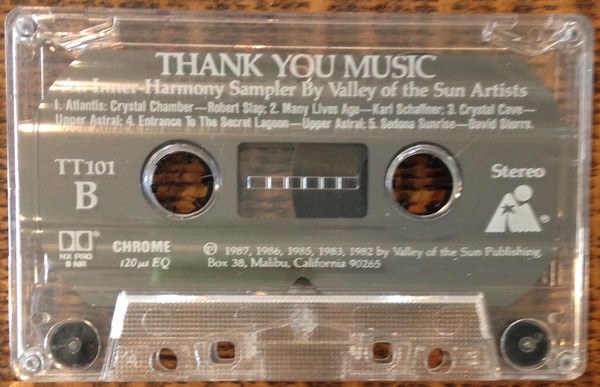 THANK YOU MUSIC
An Inner-Harmony Sampler By Valley of the Sun Artists
1. Atlantis: Crystal Chamber—Robert Slap; 2. Many Lives Ago—Karl Schaffner; 3. Crystal Cave—
Upper Astral; 4. Entrance To The Secret Lagoon—Upper Astral; 5. Sedona Sunrise—David Storrs.
TT101
B
Stereo
®
HX PRO
B NR
CHROME
120 µs EQ
℗ 1987, 1986, 1985, 1983, 1982 by Valley of the Sun Publishing
Box 38, Malibu, California 90265